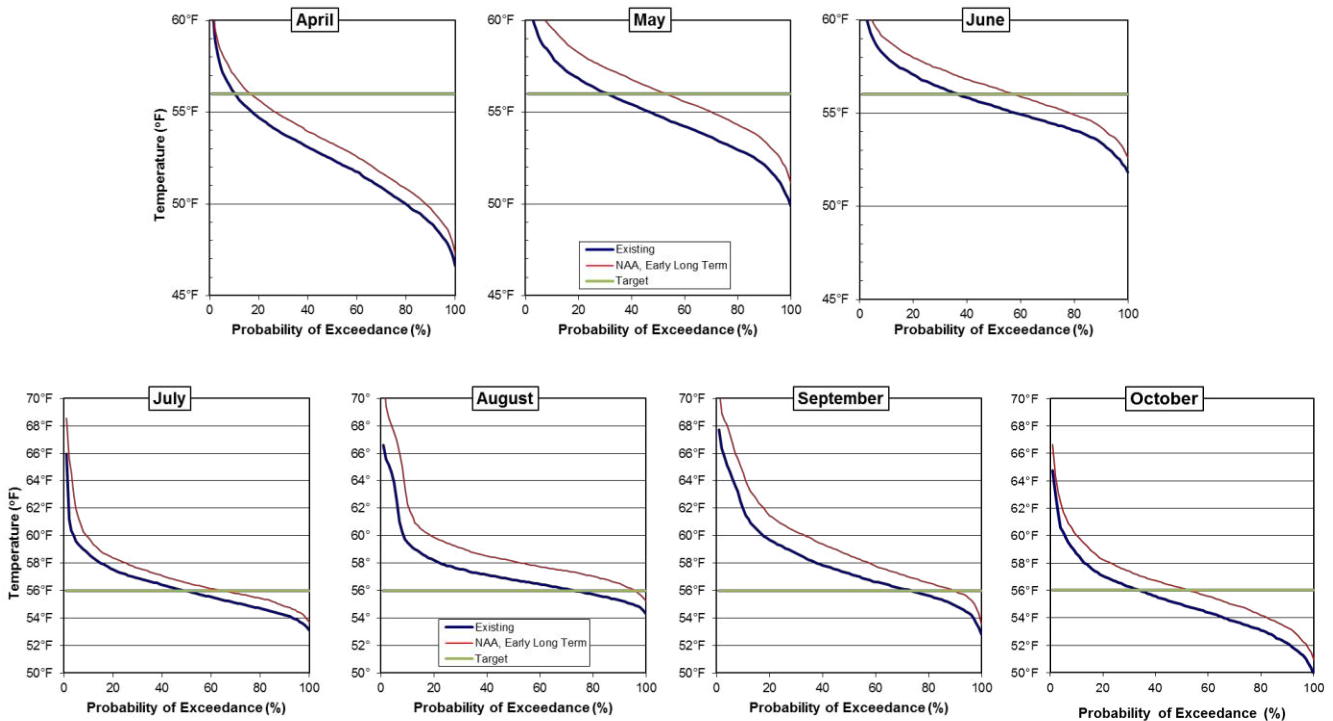 April
May
June
Temperature (°F)
60°F
55°F
50°F
45°F
0 20 40 60 80 100
Probability of Exceedance (%)
60°F
55°F
50°F
45°F
Existing
NAA, Early Long Term
Target
0 20 40 60 80 100
Probability of Exceedance (%)
60°F
55°F
50°F
45°F
0 20 40 60 80 100
Probability of Exceedance (%)
July
August
September
October
Temperature (°F)
70°F
68°F
66°F
64°F
62°F
60°F
58°F
56°F
54°F
52°F
50°F
0 20 40 60 80 100
Probability of Exceedance (%)
70°
68°
66°
64°
62°
60°
58°
56°
54°
52°
50°
Existing
NAA, Early Long Term
Target
0 20 40 60 80 100
Probability of Exceedance (%)
70°F
68°F
66°F
64°F
62°F
60°F
58°F
56°F
54°F
52°F
50°F
0 20 40 60 80 100
Probability of Exceedance (%)
70°F
68°F
66°F
64°F
62°F
60°F
58°F
56°F
54°F
52°F
50°F
0 20 40 60 80 100
Probability of Exceedance (%)